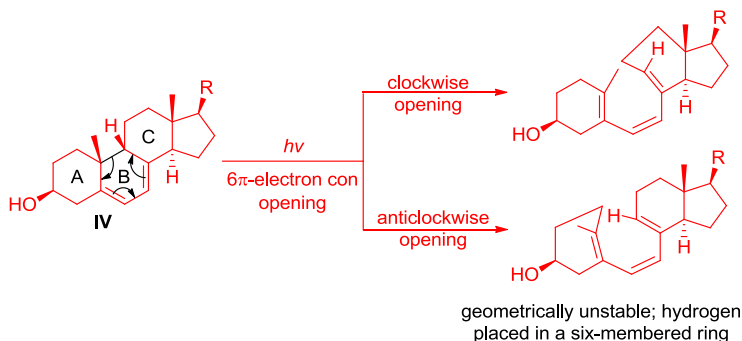 R
H
clockwise
opening
HO
H
R
H
C
A
B
H
HO
IV
hv
6π-electron con
opening
anticlockwise
opening
R
H
H
HO
geometrically unstable; hydrogen
placed in a six-membered ring